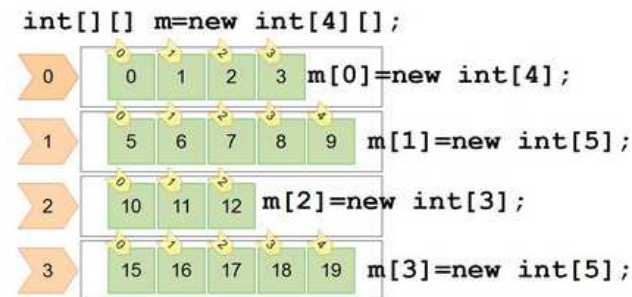 int[][] m=new int[4][];
0 1 2 3
0 0 1 2 3 m[0]=new int[4];
0 1 2 3 4
1 5 6 7 8 9 m[1]=new int[5];
0 1 2
2 10 11 12 m[2]=new int[3];
0 1 2 3 4
3 15 16 17 18 19 m[3]=new int[5];